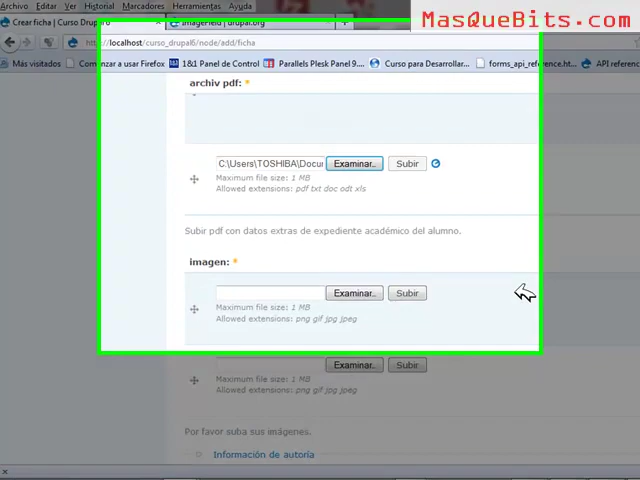 Archivo Editar Ver Historial Marcadores Herramientas Ayuda
MasQueBits.com
Crear ficha | Curso Dru
ImageField | drupal.org
http://localhost/curso_drupal6/node/add/ficha
Más visitados Comenzar a usar Firefox 1&1 Panel de Control Parallels Plesk Panel 9.... Curso para Desarrollar... forms_api_reference.ht... API referenc
archiv pdf: *
C:\Users\TOSHIBA\Docur Examinar.. Subir
Maximum file size: 1 MB
Allowed extensions: pdf txt doc odt xls
Subir pdf con datos extras de expediente académico del alumno.
imagen: *
Examinar.. Subir
Maximum file size: 1 MB
Allowed extensions: png gif jpg jpeg
Examinar.. Subir
Maximum file size: 1 MB
Allowed extensions: png gif jpg jpeg
Por favor suba sus imágenes.
Información de autoría